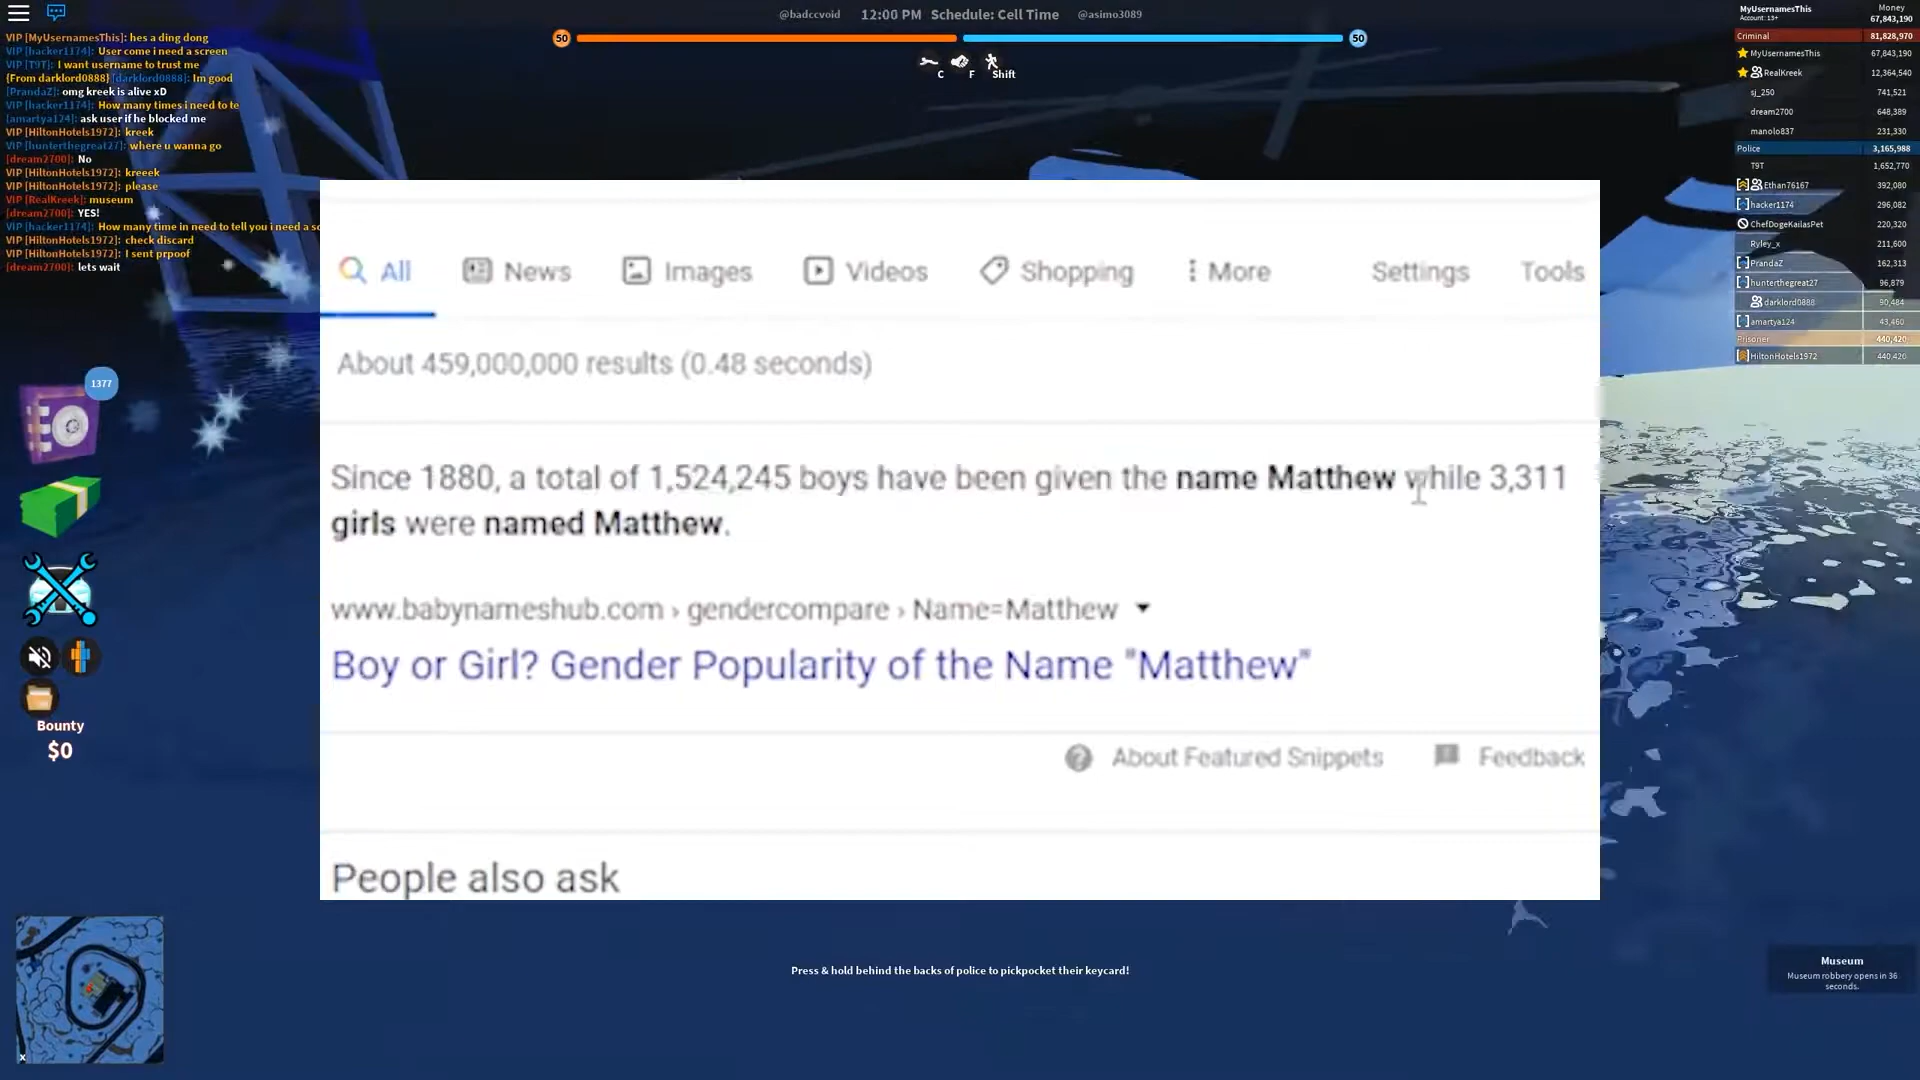 @badccvoid 12:00 PM Schedule: Cell Time @asimo3089
50 50
C F Shift
VIP [MyUsernamesThis]: hes a ding dong
VIP [hacker1174]: User come i need a screen
VIP [T9T]: I want username to trust me
{From darklord0888} [darklord0888]: Im good
[PrandaZ]: omg kreek is alive xD
VIP [hacker1174]: How many times i need to te
[amartya124]: ask user if he blocked me
VIP [HiltonHotels1972]: kreek
VIP [hunterthegreat27]: where u wanna go
[dream2700]: No
VIP [HiltonHotels1972]: kreeek
VIP [HiltonHotels1972]: please
VIP [RealKreek]: museum
[dream2700]: YES!
VIP [hacker1174]: How many time in need to tell you i need a sc
VIP [HiltonHotels1972]: check discard
VIP [HiltonHotels1972]: I sent prpoof
[dream2700]: lets wait
MyUsernamesThis Money
Account: 13+ 67,843,190
Criminal 81,828,970
MyUsernamesThis 67,843,190
RealKreek 12,364,540
sj_250 741,521
dream2700 648,389
manolo837 231,330
Police 3,165,988
T9T 1,652,770
Ethan76167 392,080
hacker1174 296,082
ChefDogeKailasPet 220,320
Ryley_x 211,600
PrandaZ 162,313
hunterthegreat27 96,879
darklord0888 90,484
amartya124 43,460
Prisoner 440,420
HiltonHotels1972 440,420
All News Images Videos Shopping More Settings Tools
About 459,000,000 results (0.48 seconds)
Since 1880, a total of 1,524,245 boys have been given the name Matthew while 3,311
girls were named Matthew.
www.babynameshub.com › gendercompare › Name=Matthew
Boy or Girl? Gender Popularity of the Name "Matthew"
About Featured Snippets Feedback
People also ask
1377
Bounty
$0
x
Press & hold behind the backs of police to pickpocket their keycard!
Museum
Museum robbery opens in 36
seconds.